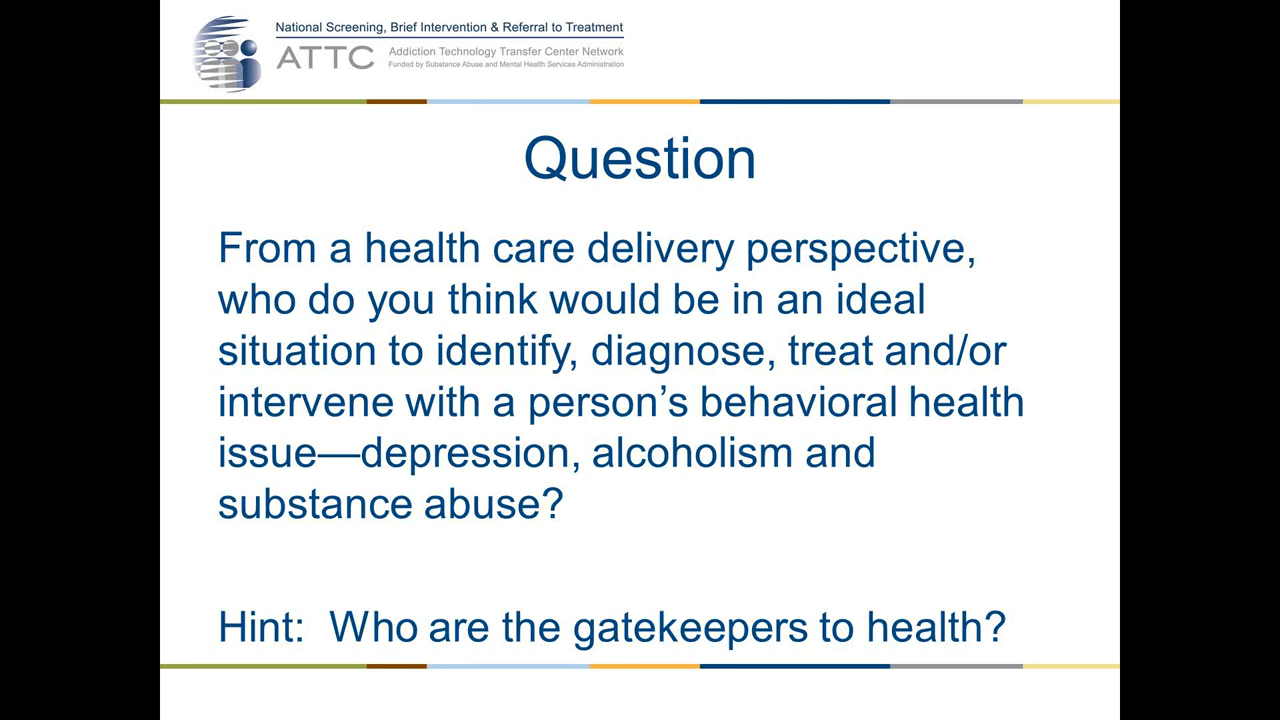 National Screening, Brief Intervention & Referral to Treatment
ATTC
Addiction Technology Transfer Center Network
Funded by Substance Abuse and Mental Health Services Administration
Question
From a health care delivery perspective,
who do you think would be in an ideal
situation to identify, diagnose, treat and/or
intervene with a person’s behavioral health
issue—depression, alcoholism and
substance abuse?
Hint:  Who are the gatekeepers to health?